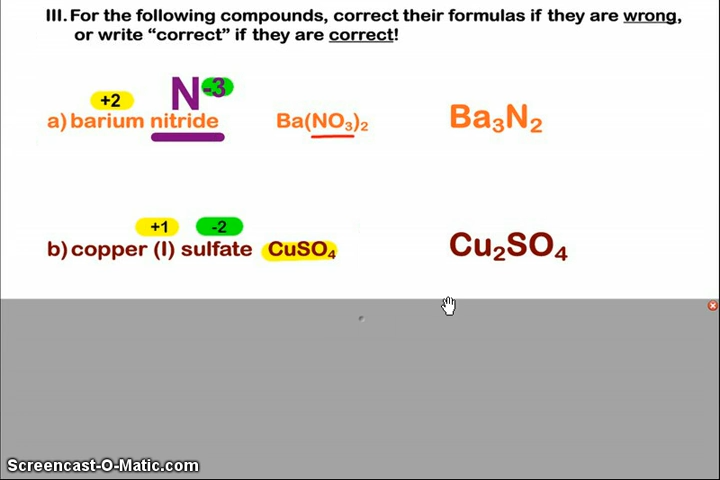 III. For the following compounds, correct their formulas if they are wrong,
or write “correct” if they are correct!
+2 N-3
a) barium nitride Ba(NO₃)₂ Ba₃N₂
+1 -2
b) copper (I) sulfate CuSO₄ Cu₂SO₄
Screencast-O-Matic.com